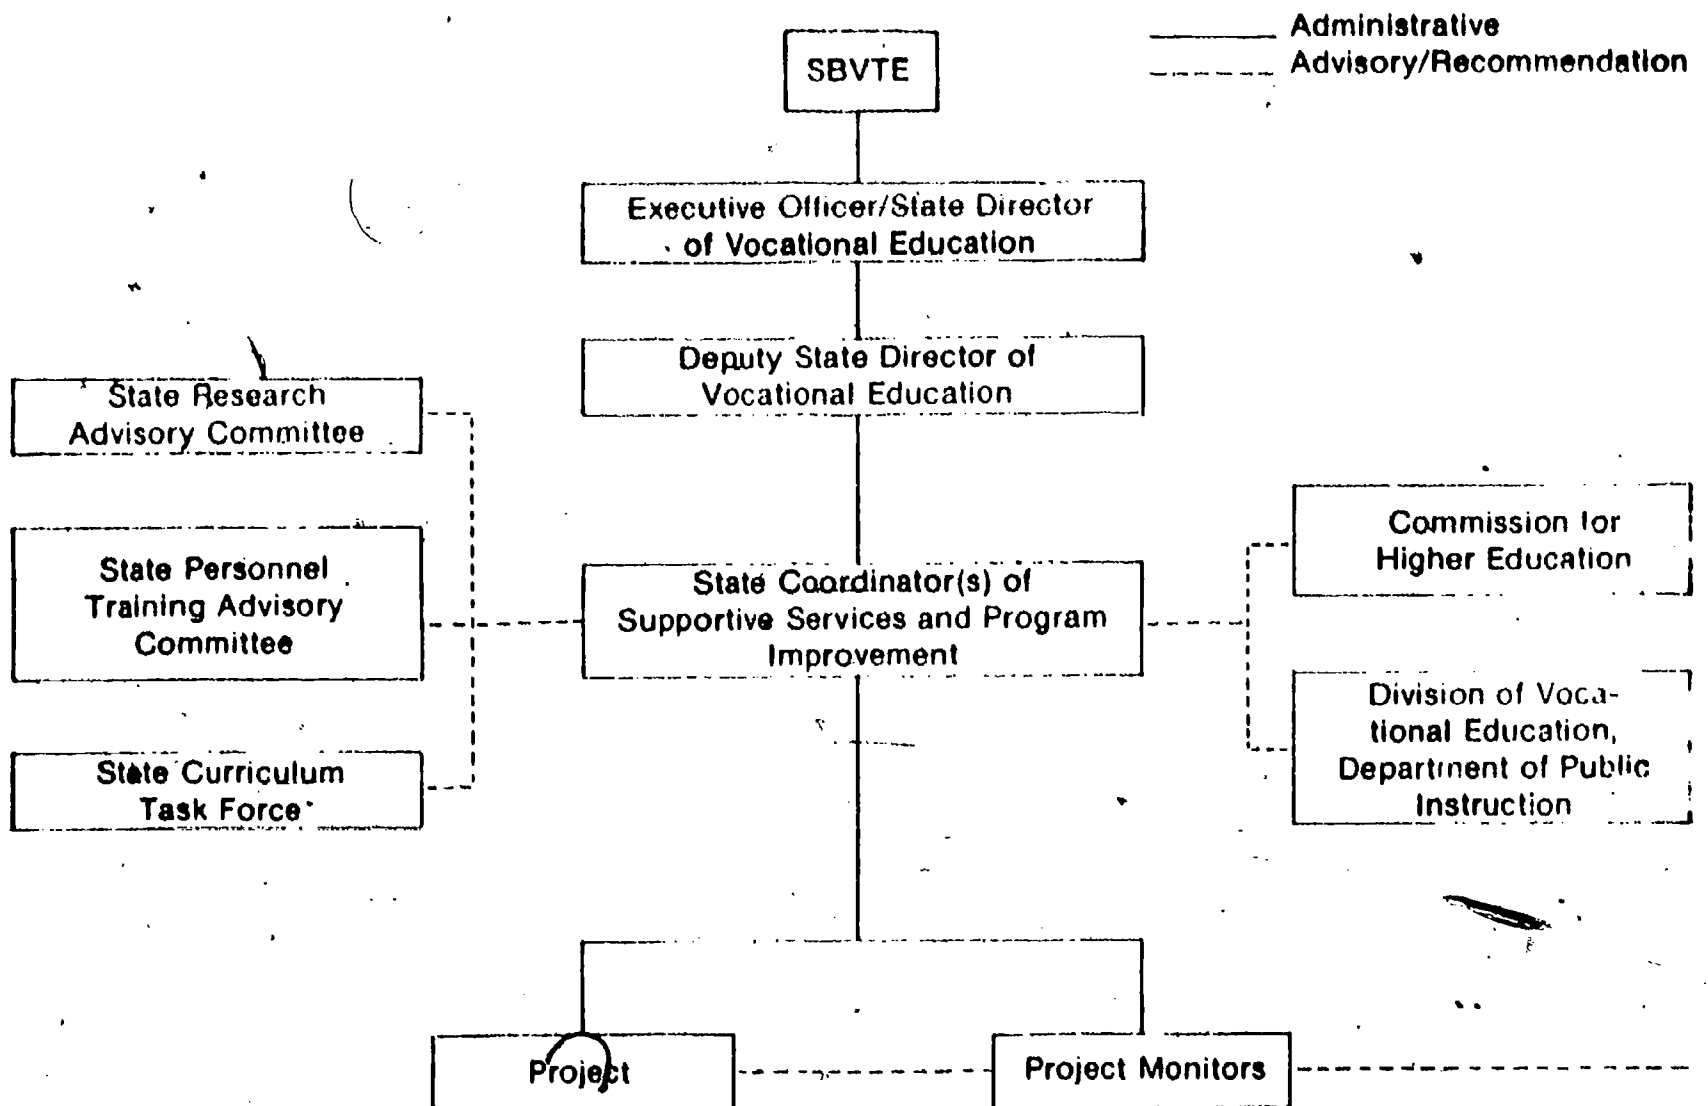 Administrative
Advisory/Recommendation
SBVTE
Executive Officer/State Director
of Vocational Education
Deputy State Director of
Vocational Education
State Research
Advisory Committee
State Personnel
Training Advisory
Committee
State Curriculum
Task Force
State Coordinator(s) of
Supportive Services and Program
Improvement
Commission for
Higher Education
Division of Voca-
tional Education,
Department of Public
Instruction
Project
Project Monitors